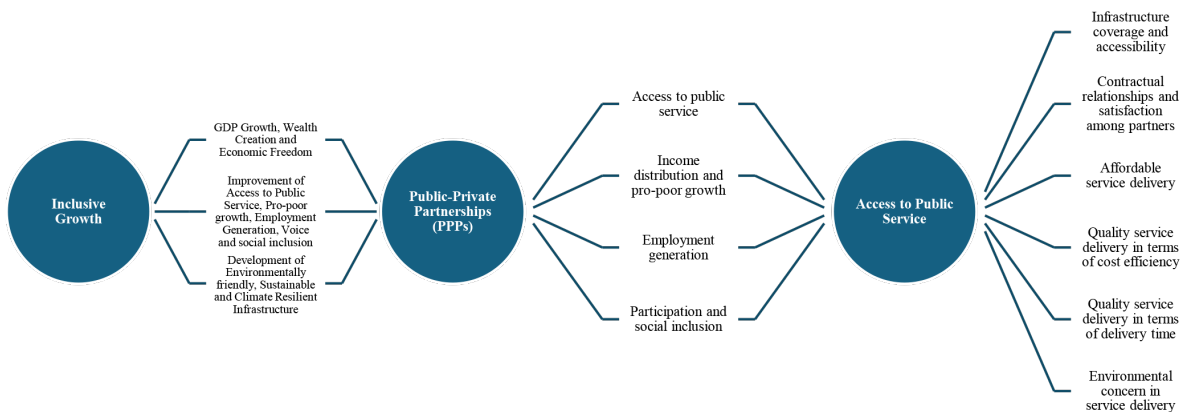 Inclusive
Growth
GDP Growth, Wealth
Creation and
Economic Freedom
Improvement of
Access to Public
Service, Pro-poor
growth, Employment
Generation, Voice
and social inclusion
Development of
Environmentally
friendly, Sustainable
and Climate Resilient
Infrastructure
Public-Private
Partnerships
(PPPs)
Access to public
service
Income
distribution and
pro-poor growth
Employment
generation
Participation and
social inclusion
Access to Public
Service
Infrastructure
coverage and
accessibility
Contractual
relationships and
satisfaction
among partners
Affordable
service delivery
Quality service
delivery in terms
of cost efficiency
Quality service
delivery in terms
of delivery time
Environmental
concern in
service delivery